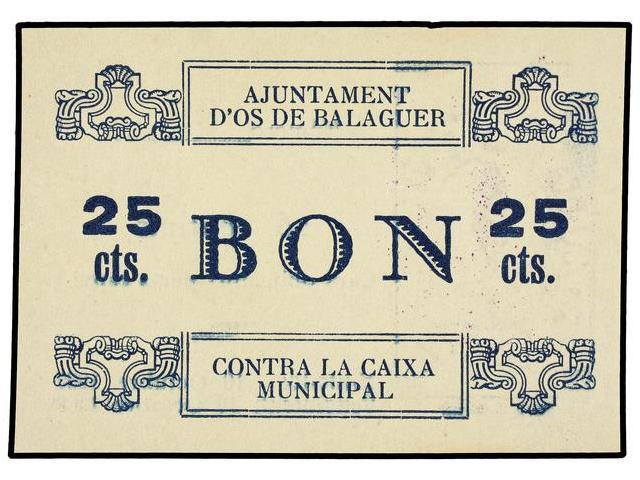 AJUNTAMENT
D'OS DE BALAGUER
25 BON 25
cts. cts.
CONTRA LA CAIXA
MUNICIPAL